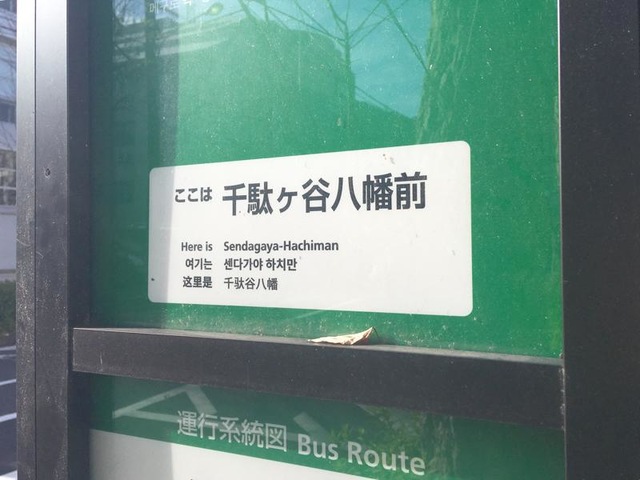 ここは 千駄ヶ谷八幡前
Here is Sendagaya-Hachiman
여기는 센다가야 하치만
这里是 千驮谷八幡
運行系統図 Bus Route